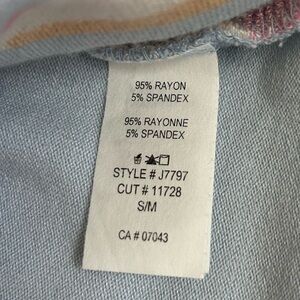 95% RAYON
5% SPANDEX
95% RAYONNE
5% SPANDEX
STYLE # J7797
CUT # 11728
S/M
CA # 07043